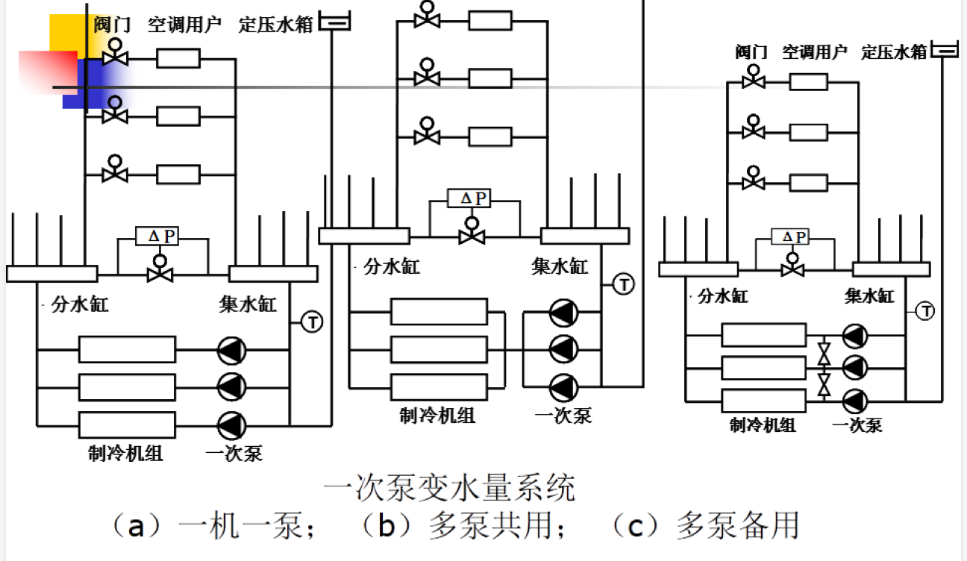 阀门 空调用户 定压水箱
ΔP
分水缸 集水缸
T
制冷机组 一次泵
ΔP
分水缸 集水缸
T
制冷机组 一次泵
阀门 空调用户 定压水箱
ΔP
分水缸 集水缸
T
制冷机组 一次泵
一次泵变水量系统
（a）一机一泵； （b）多泵共用； （c）多泵备用